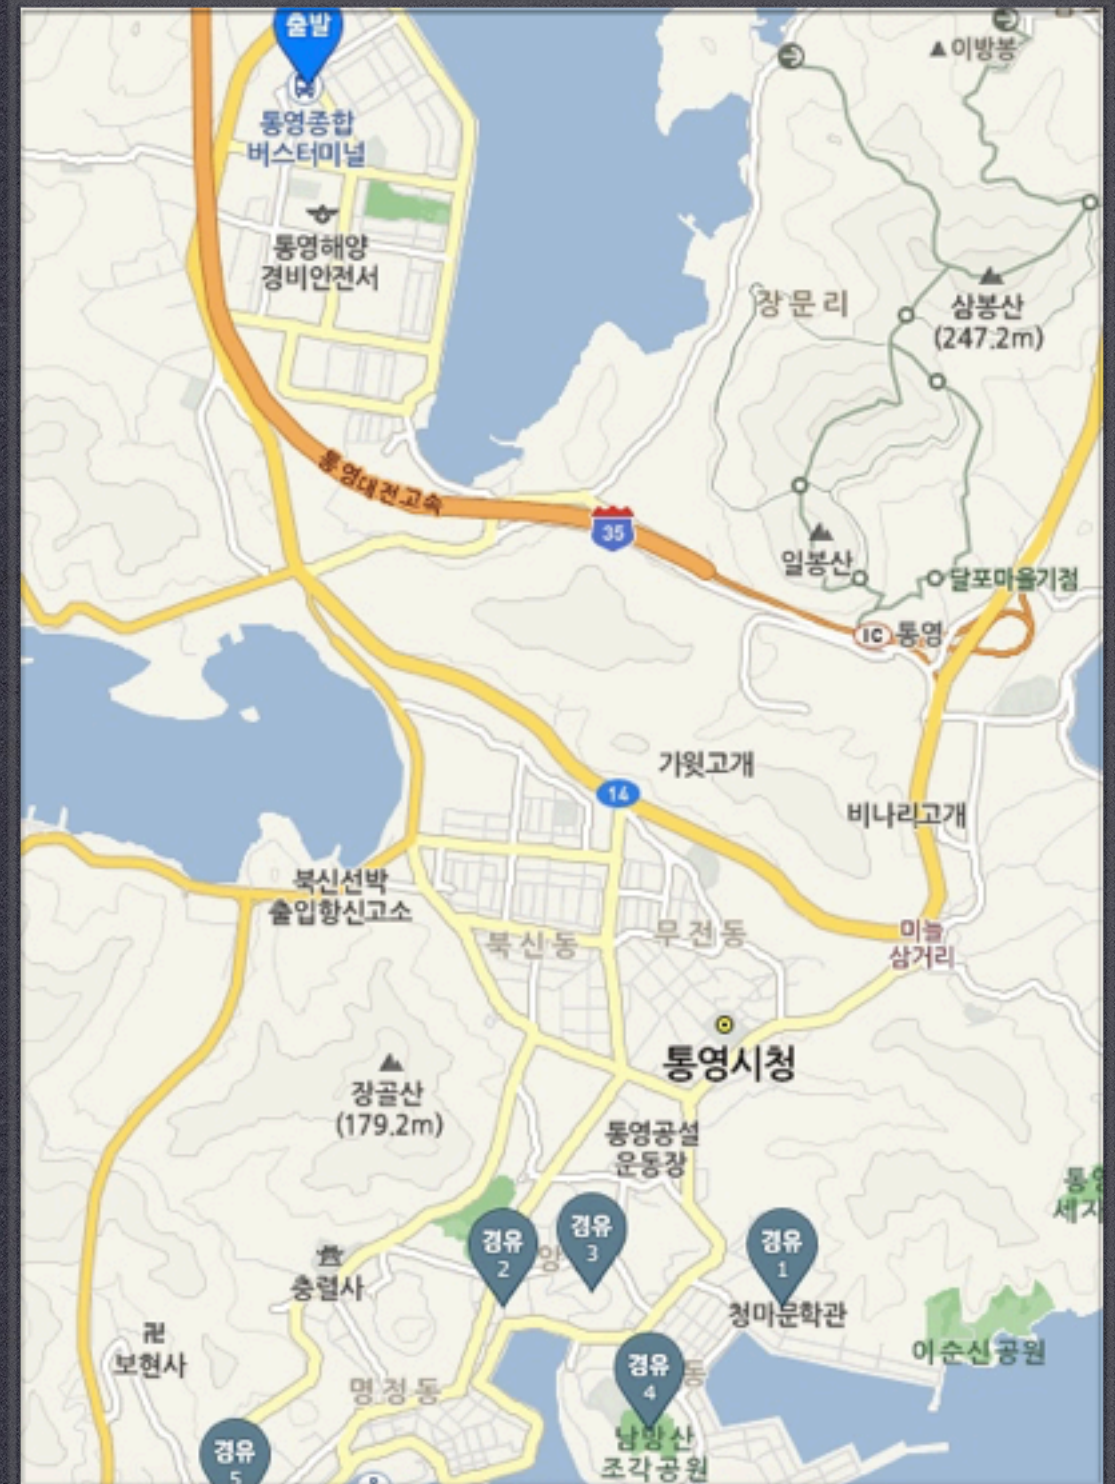 출발
통영종합
버스터미널
이방봉
통영해양
경비안전서
장문리
삼봉산
(247.2m)
통영대전고속
35
일봉산
달포마을기점
IC 통영
가윗고개
14
비나리고개
북신선박
출입항신고소
북신동
무전동
미늘
삼거리
통영시청
장골산
(179.2m)
통영공설
운동장
통영
세자
경유
2
경유
3
경유
1
충렬사
청마문학관
이순신공원
보현사
경유
4
동
명정동
남망산
조각공원
경유
5